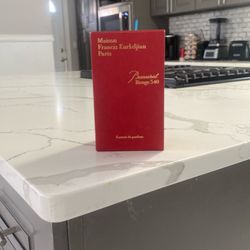 Maison
Francis Kurkdjian
Paris
Baccarat
Rouge 540
Extrait de parfum